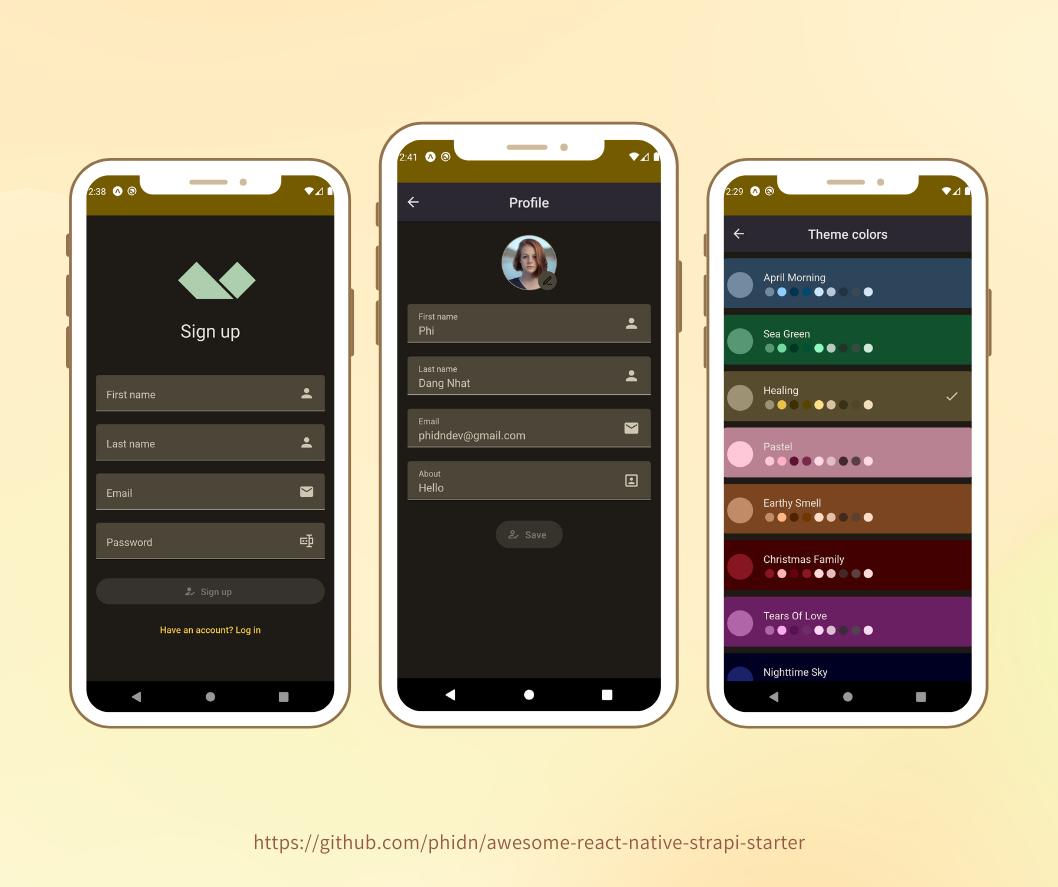 2:38
Sign up
First name
Last name
Email
Password
Sign up
Have an account? Log in
2:41
Profile
First name
Phi
Last name
Dang Nhat
Email
phidndev@gmail.com
About
Hello
Save
2:29
Theme colors
April Morning
Sea Green
Healing
Pastel
Earthy Smell
Christmas Family
Tears Of Love
Nighttime Sky
https://github.com/phidn/awesome-react-native-strapi-starter